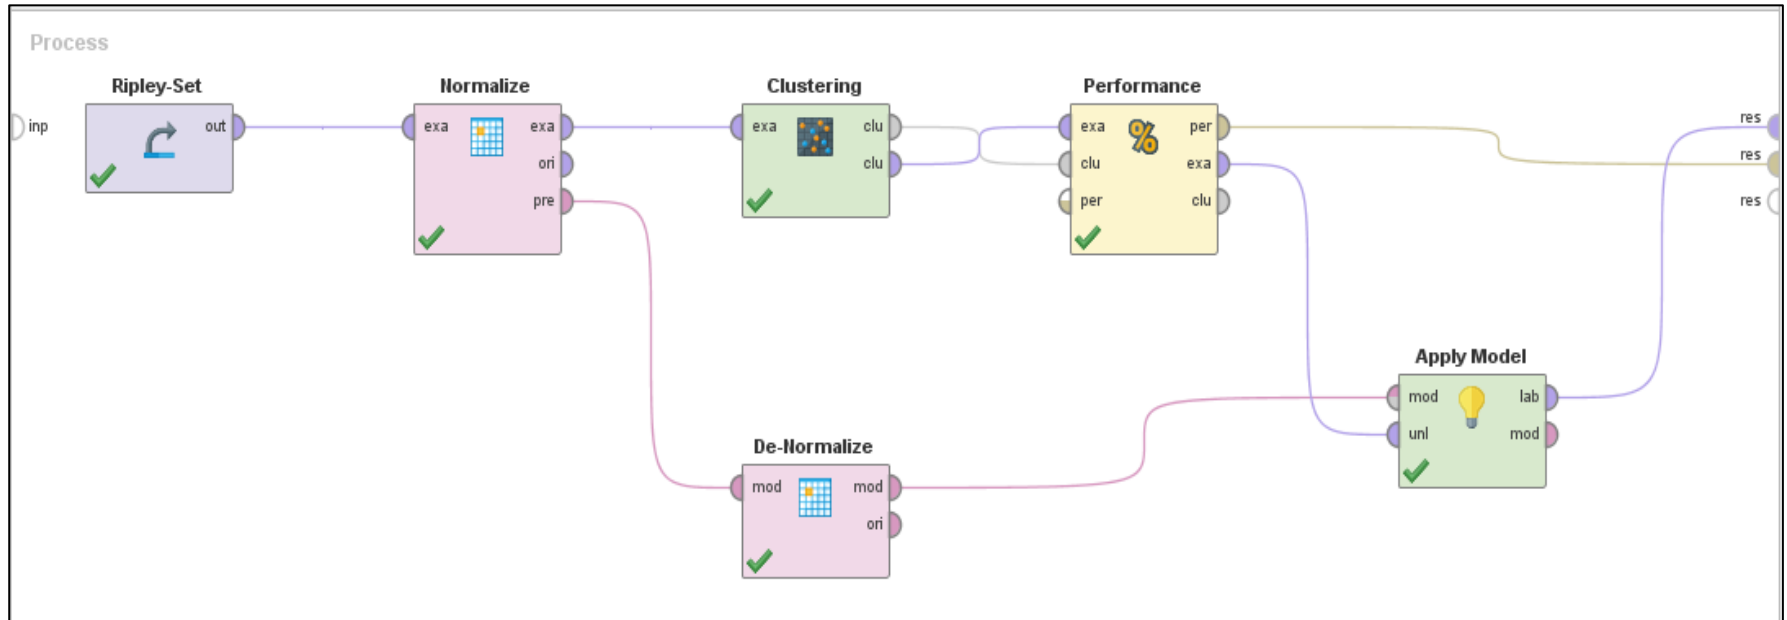 Process
Ripley-Set Normalize Clustering Performance
inp out exa exa exa clu exa per res
ori clu clu exa res
pre per clu res
Apply Model
mod lab
unl mod
De-Normalize
mod mod
ori